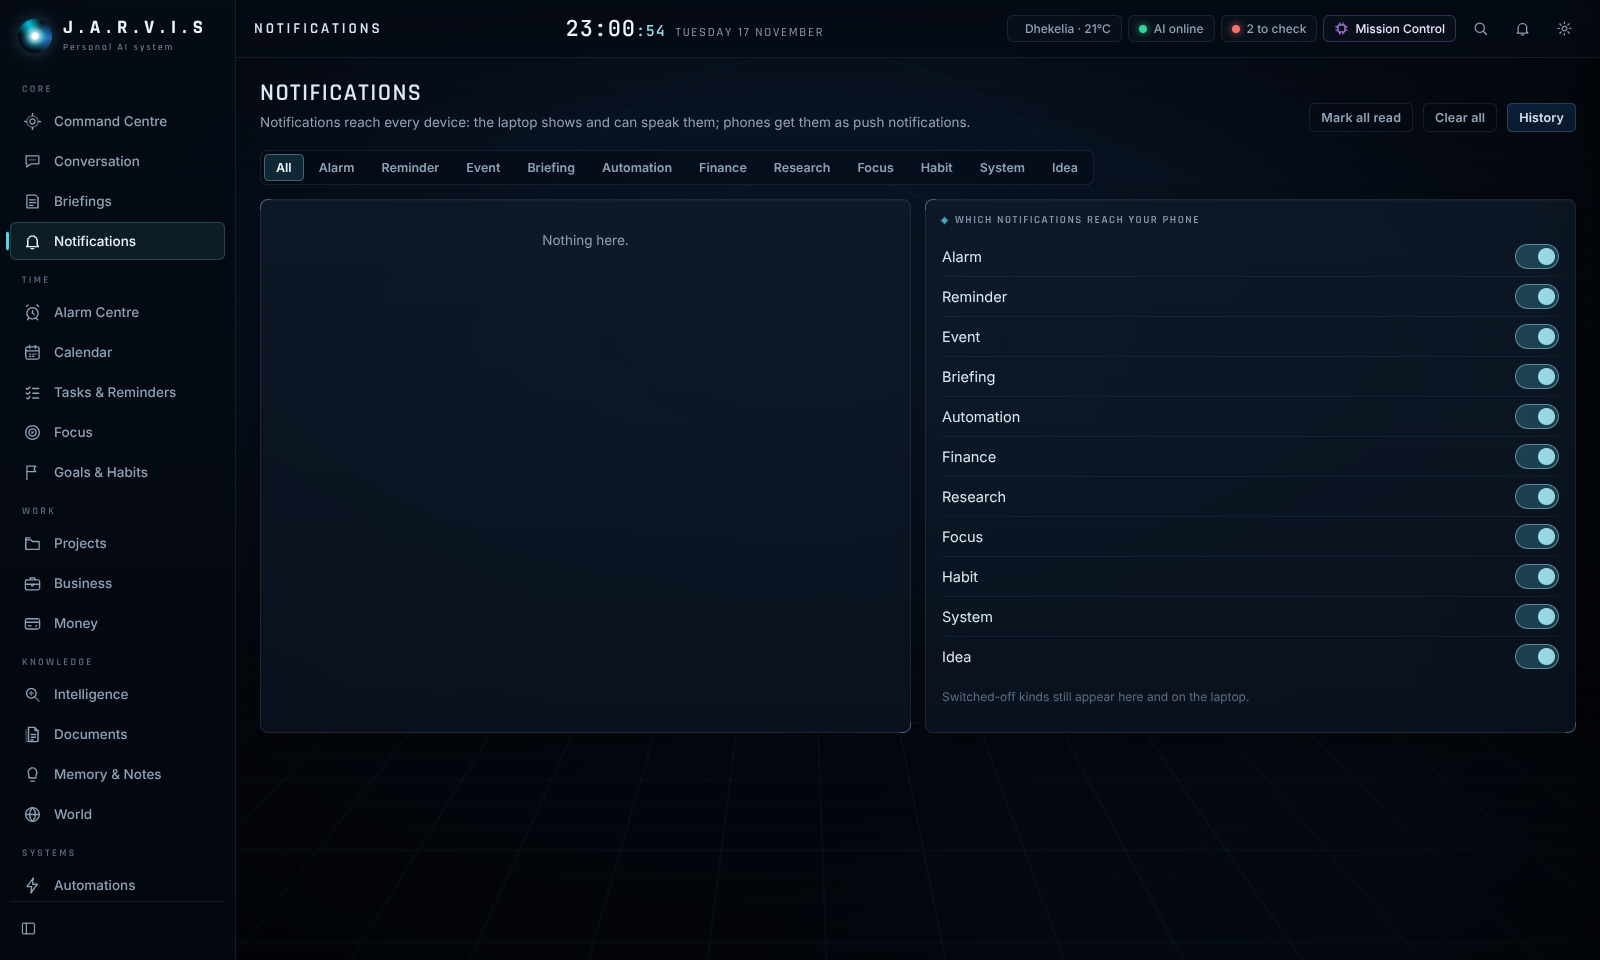 J.A.R.V.I.S
Personal AI system
NOTIFICATIONS
23:00:54 TUESDAY 17 NOVEMBER
Dhekelia · 21°C
AI online
2 to check
Mission Control
CORE
Command Centre
Conversation
Briefings
Notifications
TIME
Alarm Centre
Calendar
Tasks & Reminders
Focus
Goals & Habits
WORK
Projects
Business
Money
KNOWLEDGE
Intelligence
Documents
Memory & Notes
World
SYSTEMS
Automations
NOTIFICATIONS
Notifications reach every device: the laptop shows and can speak them; phones get them as push notifications.
Mark all read
Clear all
History
All Alarm Reminder Event Briefing Automation Finance Research Focus Habit System Idea
Nothing here.
WHICH NOTIFICATIONS REACH YOUR PHONE
Alarm
Reminder
Event
Briefing
Automation
Finance
Research
Focus
Habit
System
Idea
Switched-off kinds still appear here and on the laptop.